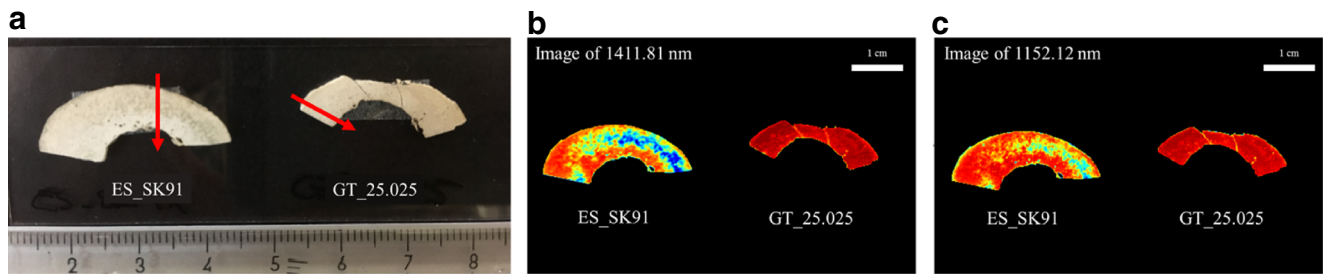 a
ES_SK91
GT_25.025
2 3 4 5 6 7 8
b
Image of 1411.81 nm
1 cm
ES_SK91
GT_25.025
c
Image of 1152.12 nm
1 cm
ES_SK91
GT_25.025